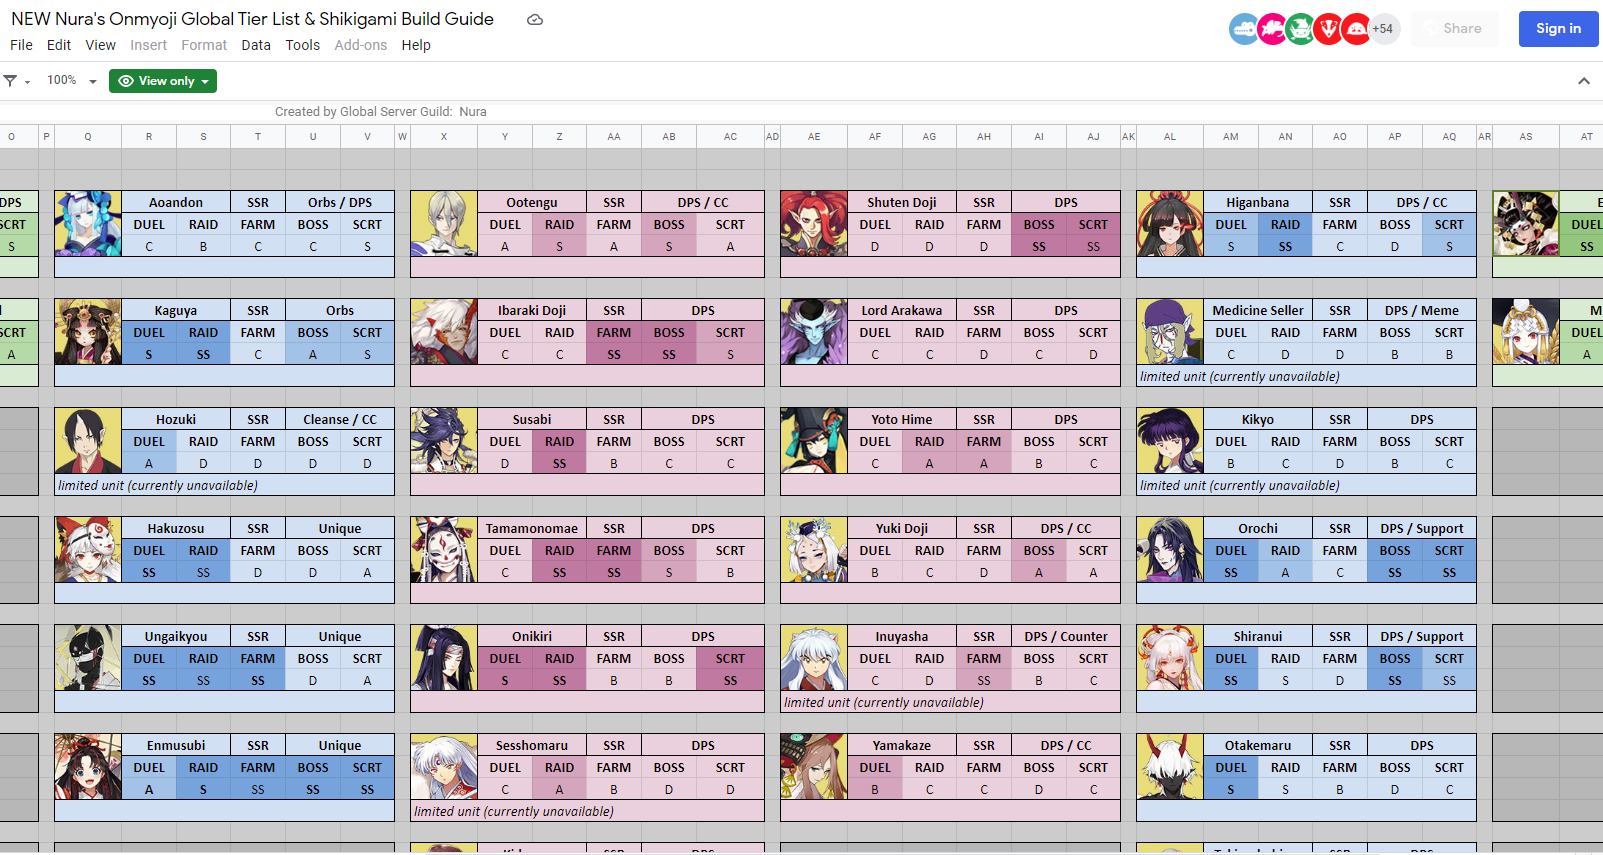 NEW Nura's Onmyoji Global Tier List & Shikigami Build Guide
+54
Share
Sign in
File Edit View Insert Format Data Tools Add-ons Help
100%
View only
Created by Global Server Guild: Nura
O P Q R S T U V W X Y Z AA AB AC AD AE AF AG AH AI AJ AK AL AM AN AO AP AQ AR AS AT
DPS Aoandon SSR Orbs / DPS Ootengu SSR DPS / CC Shuten Doji SSR DPS Higanbana SSR DPS / CC E
SCRT DUEL RAID FARM BOSS SCRT DUEL RAID FARM BOSS SCRT DUEL RAID FARM BOSS SCRT DUEL RAID FARM BOSS SCRT DUEL
S C B C C S A S A S A D D D SS SS S SS C D S SS
Kaguya SSR Orbs Ibaraki Doji SSR DPS Lord Arakawa SSR DPS Medicine Seller SSR DPS / Meme M
SCRT DUEL RAID FARM BOSS SCRT DUEL RAID FARM BOSS SCRT DUEL RAID FARM BOSS SCRT DUEL RAID FARM BOSS SCRT DUEL
A S SS C A S C C SS SS S C C D C D C D D B B A
limited unit (currently unavailable)
Hozuki SSR Cleanse / CC Susabi SSR DPS Yoto Hime SSR DPS Kikyo SSR DPS
DUEL RAID FARM BOSS SCRT DUEL RAID FARM BOSS SCRT DUEL RAID FARM BOSS SCRT DUEL RAID FARM BOSS SCRT
A D D D D D SS B C C C A A B C B C D B C
limited unit (currently unavailable) limited unit (currently unavailable)
Hakuzosu SSR Unique Tamamonomae SSR DPS Yuki Doji SSR DPS / CC Orochi SSR DPS / Support
DUEL RAID FARM BOSS SCRT DUEL RAID FARM BOSS SCRT DUEL RAID FARM BOSS SCRT DUEL RAID FARM BOSS SCRT
SS SS D D A C SS SS S B B C D A A SS A C SS SS
Ungaikyou SSR Unique Onikiri SSR DPS Inuyasha SSR DPS / Counter Shiranui SSR DPS / Support
DUEL RAID FARM BOSS SCRT DUEL RAID FARM BOSS SCRT DUEL RAID FARM BOSS SCRT DUEL RAID FARM BOSS SCRT
SS SS SS D A S SS B B SS C D SS B C SS S D SS SS
limited unit (currently unavailable)
Enmusubi SSR Unique Sesshomaru SSR DPS Yamakaze SSR DPS / CC Otakemaru SSR DPS
DUEL RAID FARM BOSS SCRT DUEL RAID FARM BOSS SCRT DUEL RAID FARM BOSS SCRT DUEL RAID FARM BOSS SCRT
A S SS SS SS C A B D D B C C D C S S B D C
limited unit (currently unavailable)
SSR DPS SSR DPS